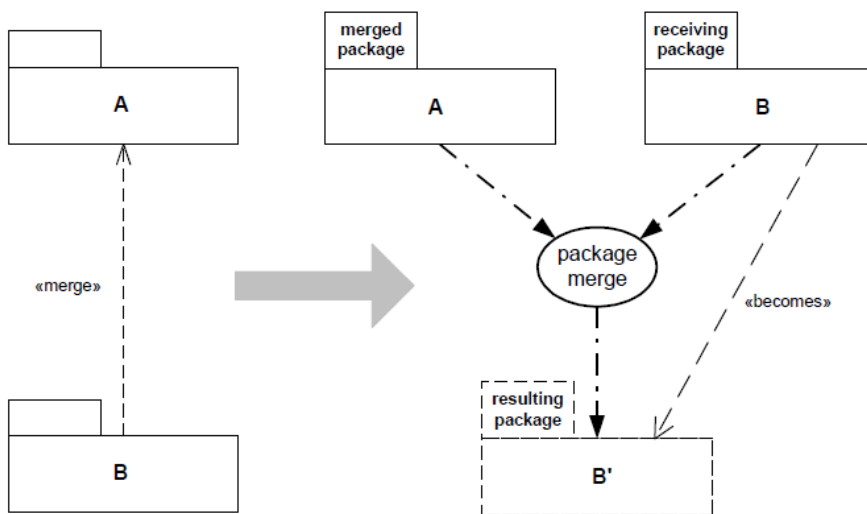 A
«merge»
B
merged
package
A
receiving
package
B
package
merge
«becomes»
resulting
package
B'